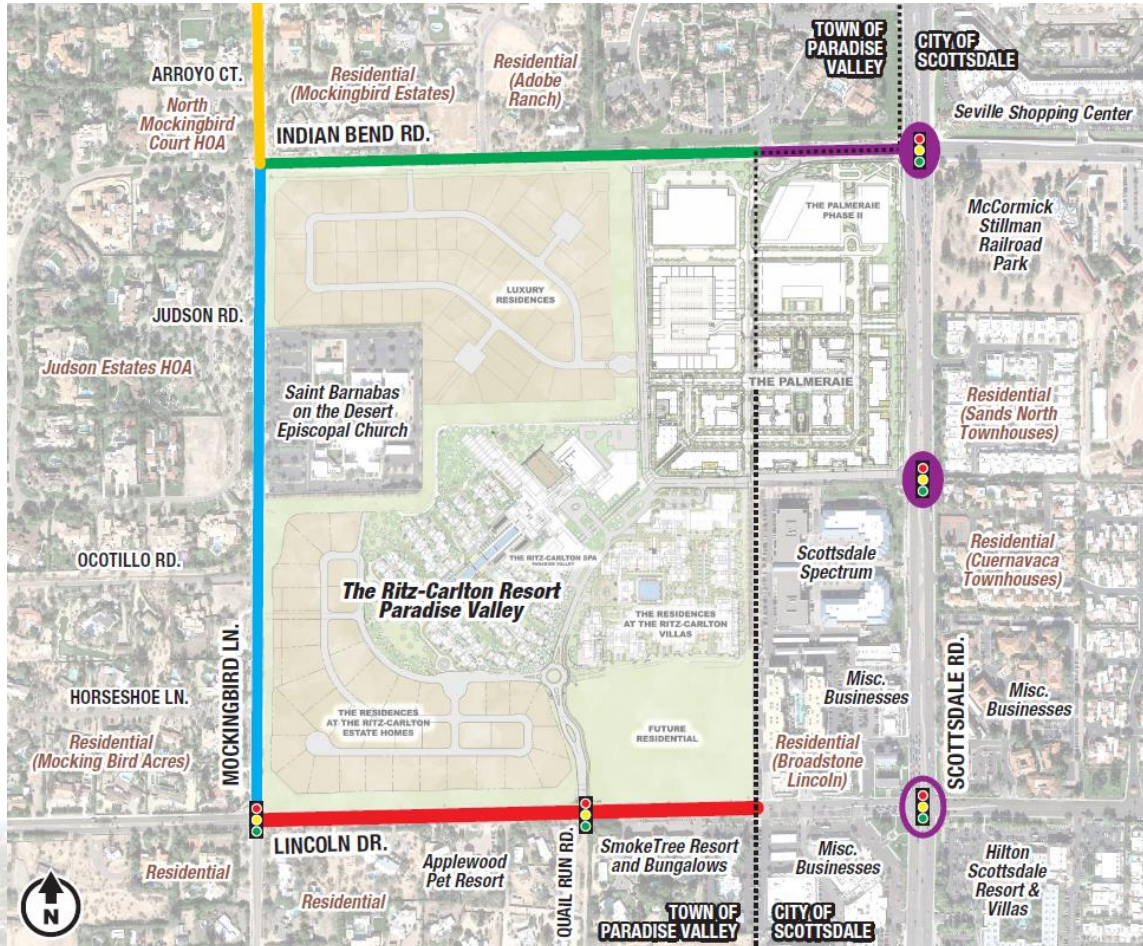 TOWN OF
PARADISE
VALLEY
CITY OF
SCOTTSDALE
ARROYO CT.
Residential
(Mockingbird Estates)
Residential
(Adobe
Ranch)
North
Mockingbird
Court HOA
Seville Shopping Center
INDIAN BEND RD.
THE PALMERAIE
PHASE II
McCormick
Stillman
Railroad
Park
LUXURY
RESIDENCES
JUDSON RD.
Judson Estates HOA
Saint Barnabas
on the Desert
Episcopal Church
THE PALMERAIE
Residential
(Sands North
Townhouses)
OCOTILLO RD.
THE RITZ-CARLTON SPA
PARADISE VALLEY
The Ritz-Carlton Resort
Paradise Valley
Scottsdale
Spectrum
Residential
(Cuernavaca
Townhouses)
THE RESIDENCES
AT THE RITZ-CARLTON
VILLAS
MOCKINGBIRD LN.
HORSESHOE LN.
Residential
(Mocking Bird Acres)
THE RESIDENCES
AT THE RITZ-CARLTON
ESTATE HOMES
FUTURE
RESIDENTIAL
Misc.
Businesses
Misc.
Businesses
Residential
(Broadstone
Lincoln)
SCOTTSDALE RD.
LINCOLN DR.
Residential
Residential
Applewood
Pet Resort
QUAIL RUN RD.
SmokeTree Resort
and Bungalows
Misc.
Businesses
Hilton
Scottsdale
Resort &
Villas
N
TOWN OF
PARADISE VALLEY
CITY OF
SCOTTSDALE